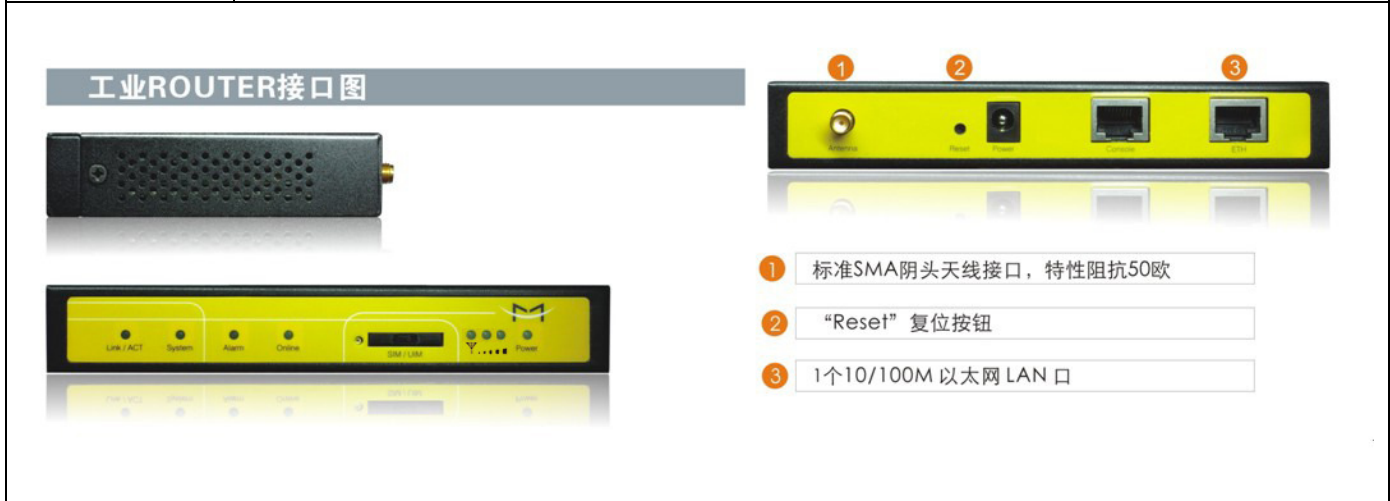 工业ROUTER接口图
1 2 3
Antenna Reset Power Console ETH
1 标准SMA阴头天线接口，特性阻抗50欧
2 “Reset”复位按钮
3 1个10/100M 以太网 LAN 口
Link / ACT System Alarm Online SIM / UIM Power